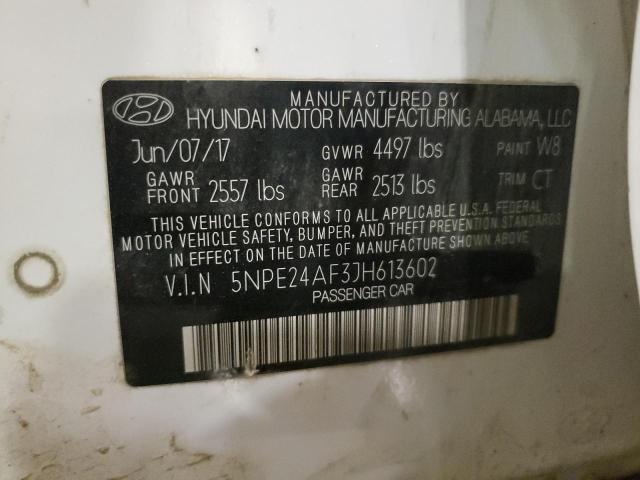 MANUFACTURED BY
HYUNDAI MOTOR MANUFACTURING ALABAMA, LLC
Jun/07/17 GVWR 4497 lbs PAINT W8
GAWR FRONT 2557 lbs GAWR REAR 2513 lbs TRIM CT
THIS VEHICLE CONFORMS TO ALL APPLICABLE U.S.A. FEDERAL
MOTOR VEHICLE SAFETY, BUMPER, AND THEFT PREVENTION STANDARDS
IN EFFECT ON THE DATE OF MANUFACTURE SHOWN ABOVE.
V.I.N 5NPE24AF3JH613602
PASSENGER CAR